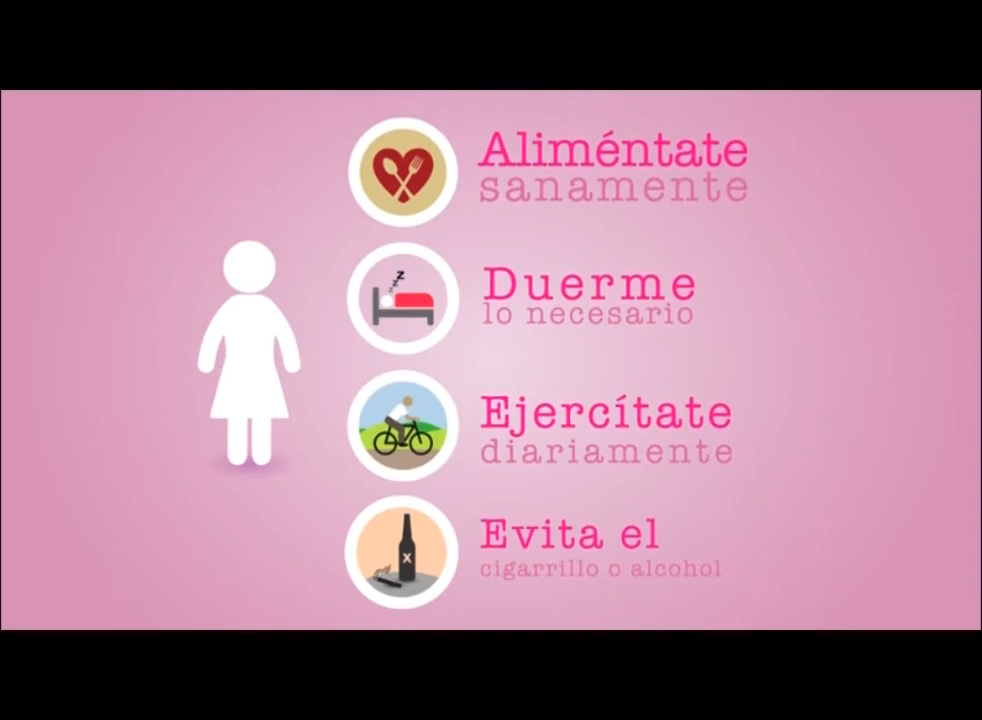 Aliméntate
sanamente
z z z
Duerme
lo necesario
Ejercítate
diariamente
Evita el
x
cigarrillo o alcohol